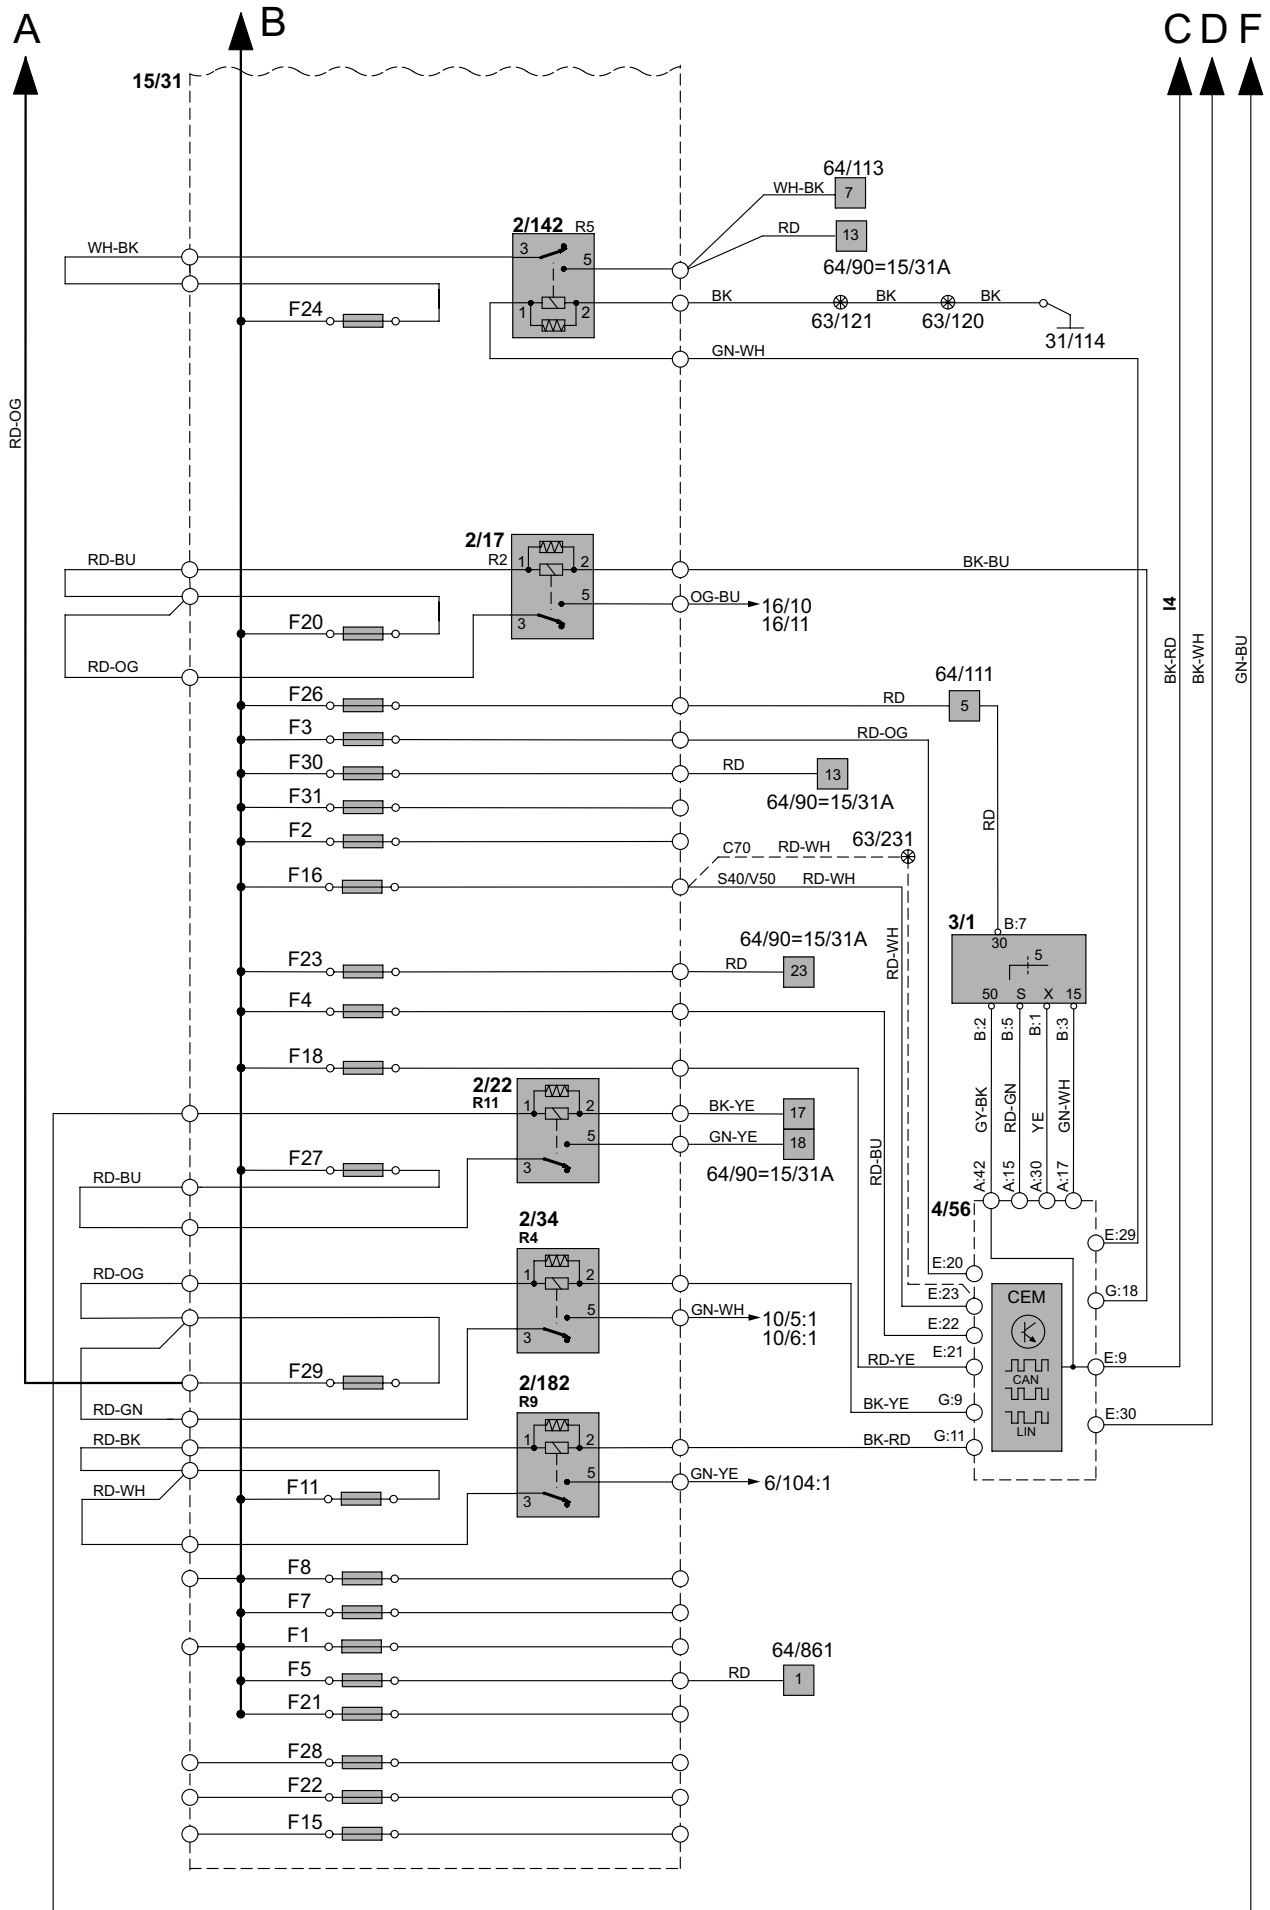 A
B
C D F
15/31
64/113
WH-BK
7
2/142 R5
RD
13
WH-BK
3
5
64/90=15/31A
F24
1
2
BK
BK
BK
63/121
63/120
31/114
GN-WH
RD-OG
2/17
RD-BU
R2
1
2
BK-BU
5
OG-BU
16/10
16/11
F20
3
I4
BK-RD
BK-WH
GN-BU
RD-OG
64/111
F26
RD
5
F3
RD-OG
F30
RD
13
F31
64/90=15/31A
F2
RD
63/231
C70
RD-WH
F16
S40/V50
RD-WH
3/1
B:7
64/90=15/31A
30
RD-WH
F23
RD
23
5
F4
50
S
X
15
B:2
B:5
B:1
B:3
F18
2/22
R11
1
2
BK-YE
17
GY-BK
RD-GN
YE
GN-WH
5
GN-YE
18
F27
3
64/90=15/31A
RD-BU
RD-BU
A:42
A:15
A:30
A:17
4/56
2/34
R4
E:29
RD-OG
1
2
E:20
5
GN-WH
10/5:1
10/6:1
E:23
CEM
G:18
3
E:22
F29
RD-YE
E:21
E:9
CAN
2/182
R9
RD-GN
BK-YE
G:9
LIN
E:30
RD-BK
1
2
BK-RD
G:11
5
GN-YE
6/104:1
RD-WH
F11
3
F8
F7
F1
64/861
F5
RD
1
F21
F28
F22
F15